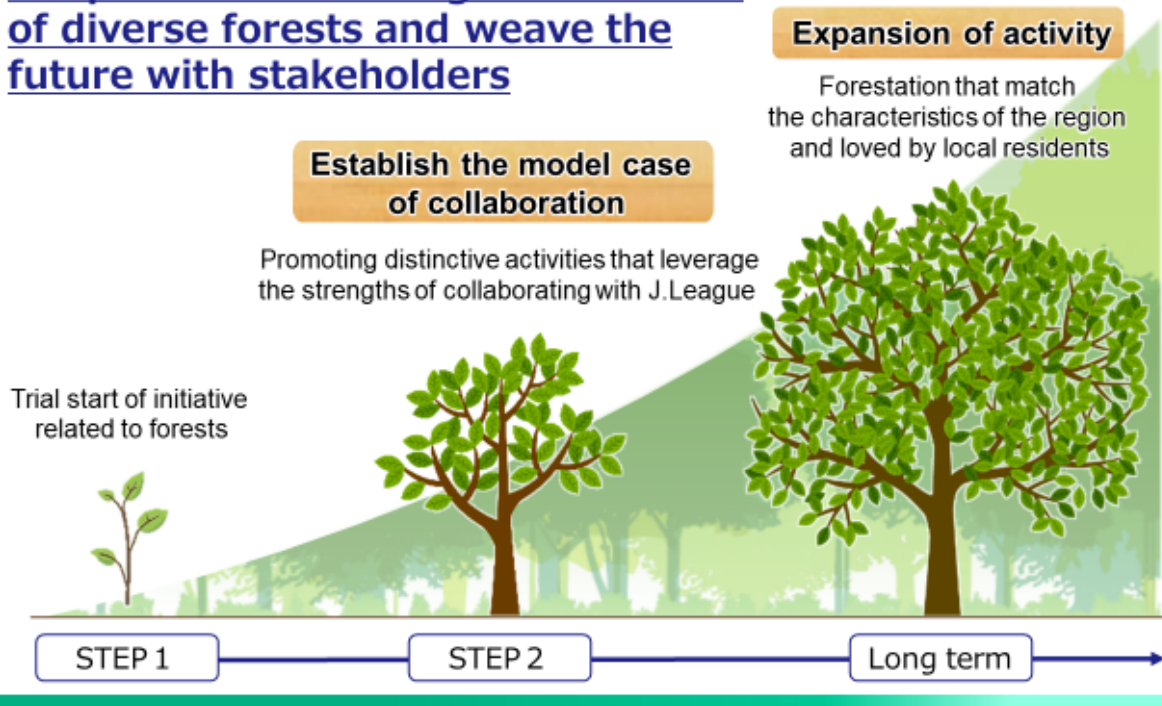 of diverse forests and weave the
future with stakeholders
Expansion of activity
Forestation that match
the characteristics of the region
and loved by local residents
Establish the model case
of collaboration
Promoting distinctive activities that leverage
the strengths of collaborating with J.League
Trial start of initiative
related to forests
STEP 1
STEP 2
Long term